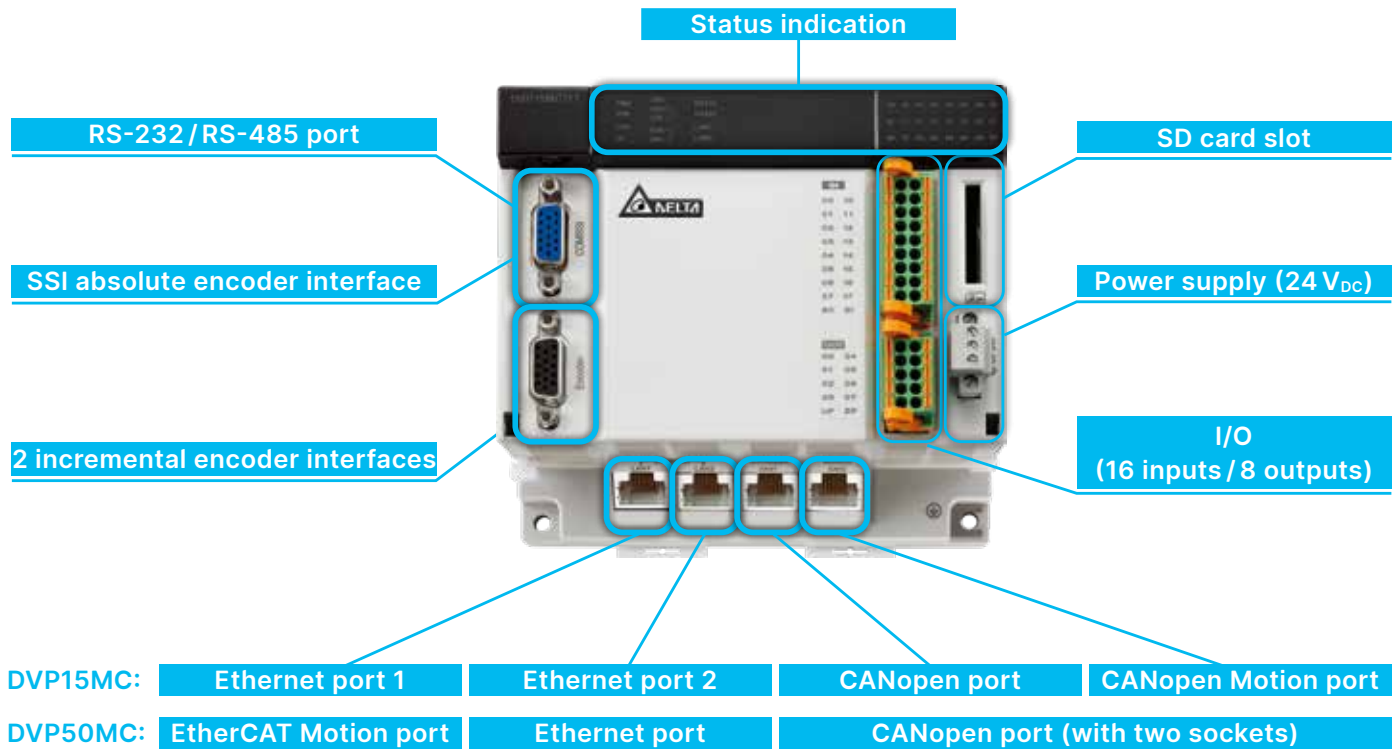 Status indication
RS-232/RS-485 port
SD card slot
SSI absolute encoder interface
Power supply (24 VDC)
2 incremental encoder interfaces
I/O
(16 inputs/8 outputs)
DELTA
Encoder
DVP15MC: Ethernet port 1 Ethernet port 2 CANopen port CANopen Motion port
DVP50MC: EtherCAT Motion port Ethernet port CANopen port (with two sockets)